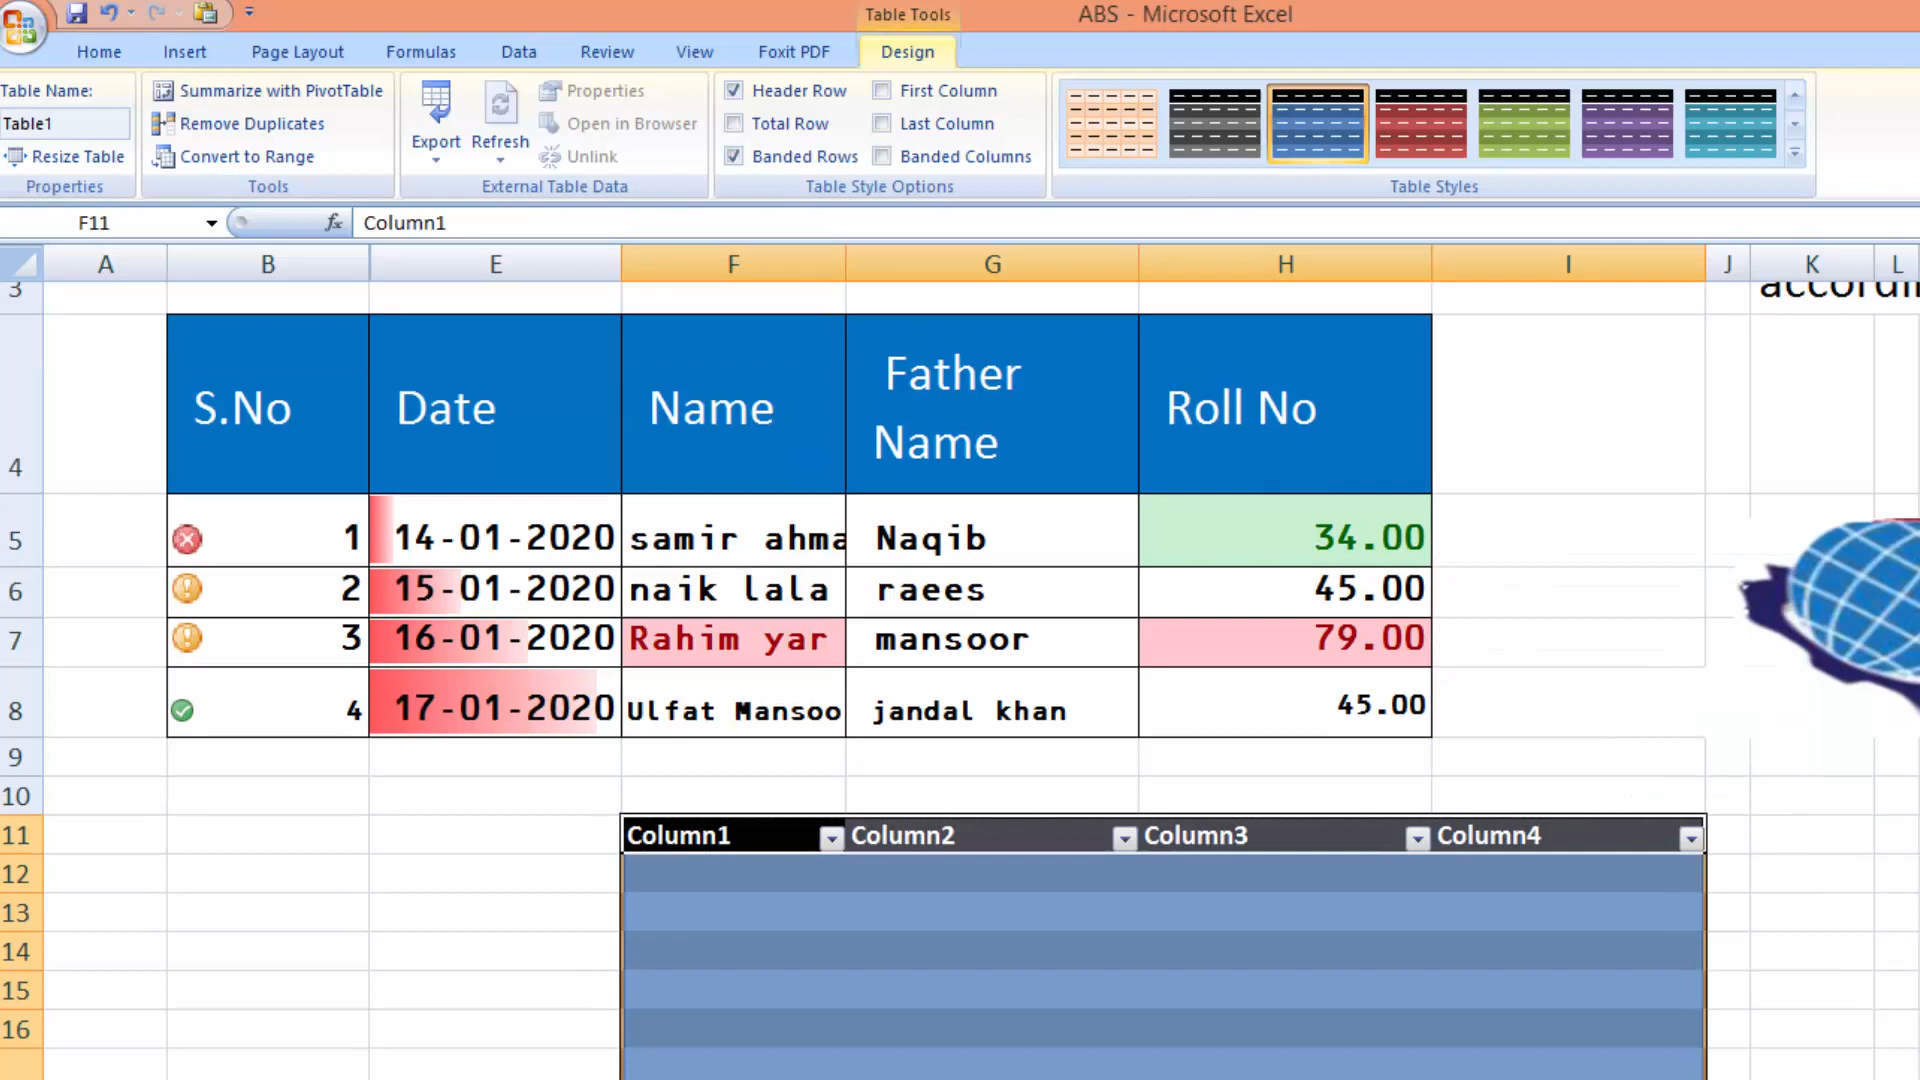 Table Tools
ABS - Microsoft Excel
Home Insert Page Layout Formulas Data Review View Foxit PDF Design
Table Name:
Table1
Resize Table
Properties
Summarize with PivotTable
Remove Duplicates
Convert to Range
Tools
Export
Refresh
Properties
Open in Browser
Unlink
External Table Data
Header Row
Total Row
Banded Rows
First Column
Last Column
Banded Columns
Table Style Options
Table Styles
F11 fx Column1
A B E F G H I J K L
3
4 S.No Date Name Father Name Roll No
5 1 14-01-2020 samir ahma Naqib 34.00
6 2 15-01-2020 naik lala raees 45.00
7 3 16-01-2020 Rahim yar mansoor 79.00
8 4 17-01-2020 Ulfat Mansoo jandal khan 45.00
9
10
11 Column1 Column2 Column3 Column4
12
13
14
15
16